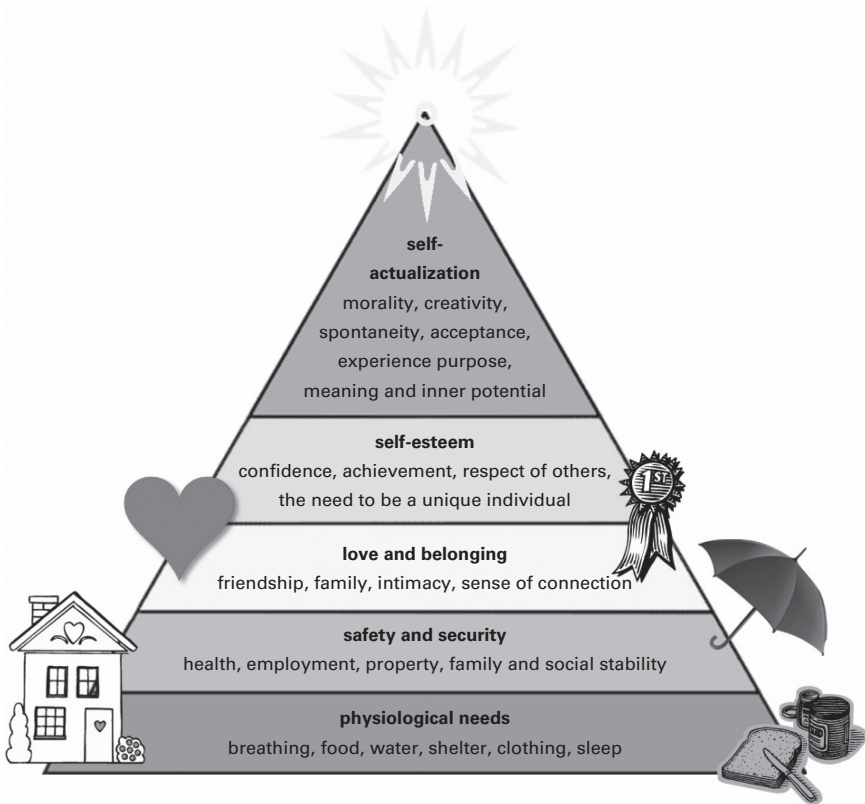 self-
actualization
morality, creativity,
spontaneity, acceptance,
experience purpose,
meaning and inner potential
self-esteem
confidence, achievement, respect of others,
the need to be a unique individual
1ST
love and belonging
friendship, family, intimacy, sense of connection
safety and security
health, employment, property, family and social stability
physiological needs
breathing, food, water, shelter, clothing, sleep